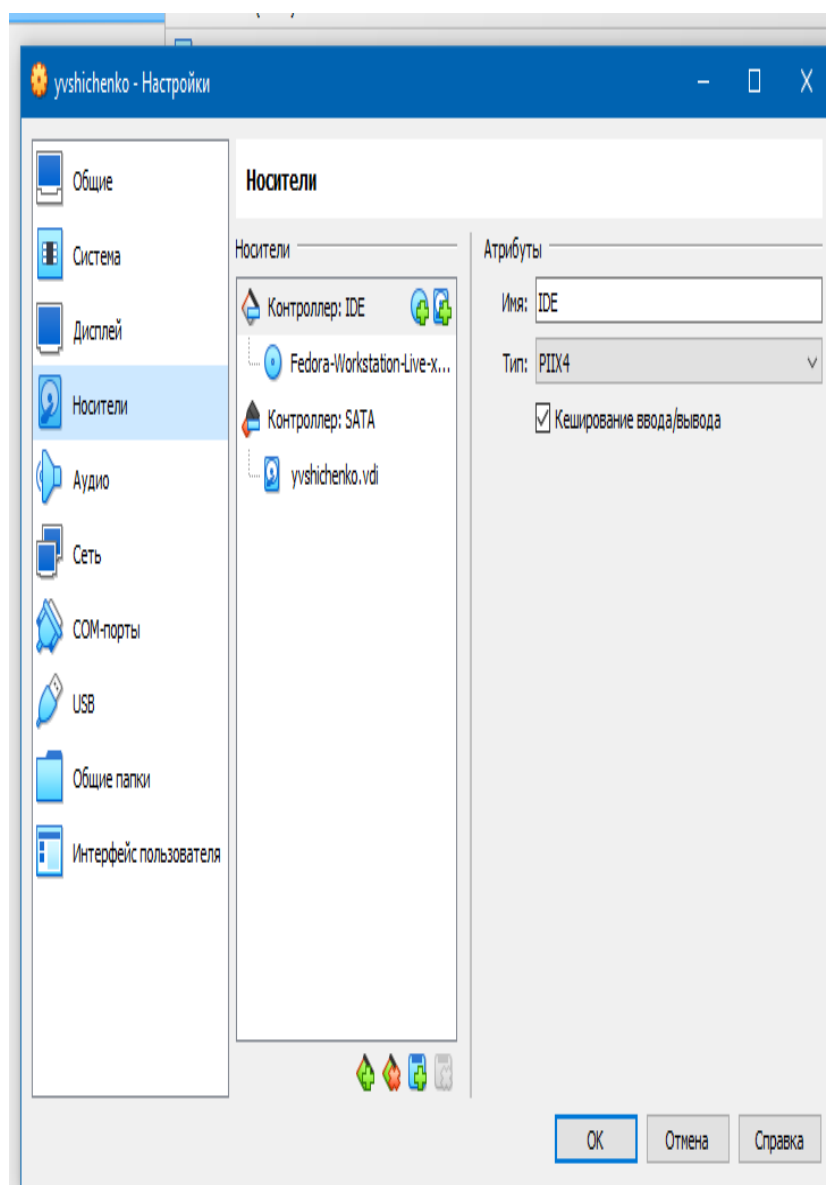 yvshichenko - Настройки
Общие
Система
Дисплей
Носители
Аудио
Сеть
COM-порты
USB
Общие папки
Интерфейс пользователя
Носители
Носители
Контроллер: IDE
Fedora-Workstation-Live-x...
Контроллер: SATA
yvshichenko.vdi
Атрибуты
Имя: IDE
Тип: PIIX4
Кеширование ввода/вывода
OK Отмена Справка